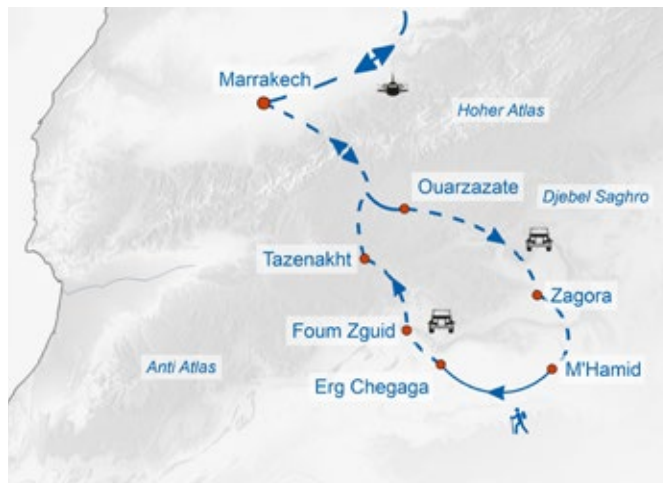 Marrakech
Hoher Atlas
Ouarzazate
Djebel Saghro
Tazenakht
Zagora
Foum Zguid
Anti Atlas
Erg Chegaga
M'Hamid